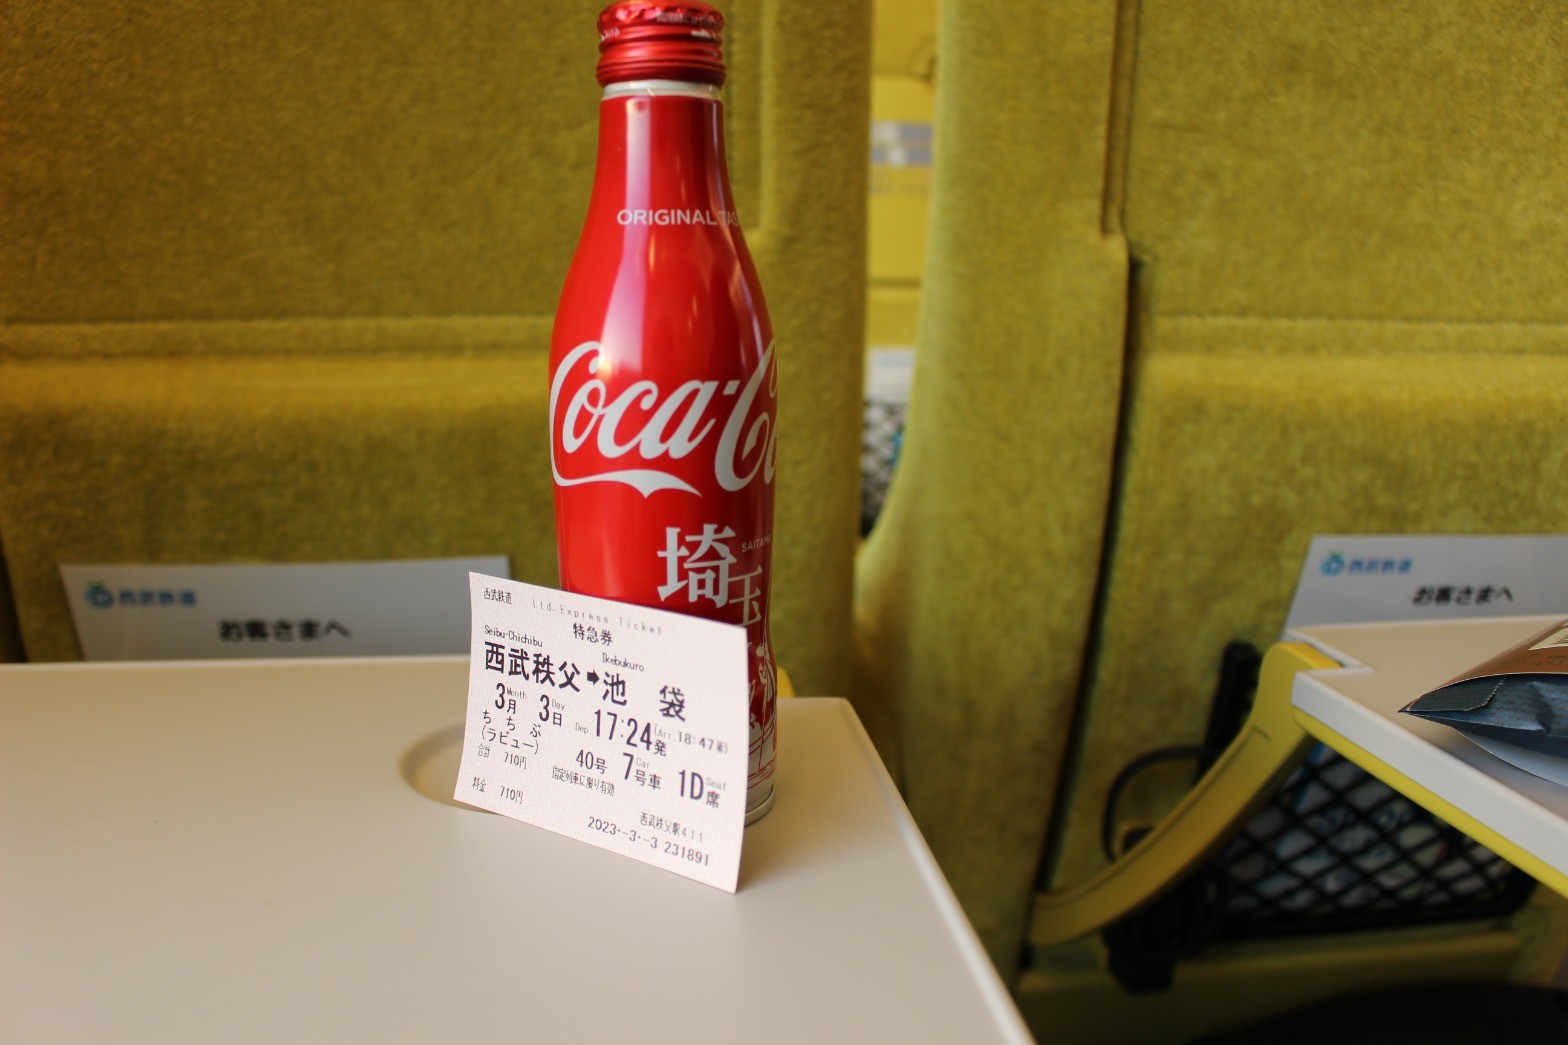 ORIGINAL TAS
Coca-Co
埼玉
SAITAMA
西武鉄道
お客さまへ
西武鉄道
お客さまへ
西武鉄道 Ltd.Express Ticket
特急券
Seibu-Chichibu Ikebukuro
西武秩父➡池 袋
Month Day Dep.
3月 3日 17:24発 (Arr.18:47着)
ちちぶ 40号 7号車 1D席
Car Seat
(ラビュー) 指定列車に限り有効
合計 710円
料金 710円
西武秩父駅411
2023.-3.-3 231891